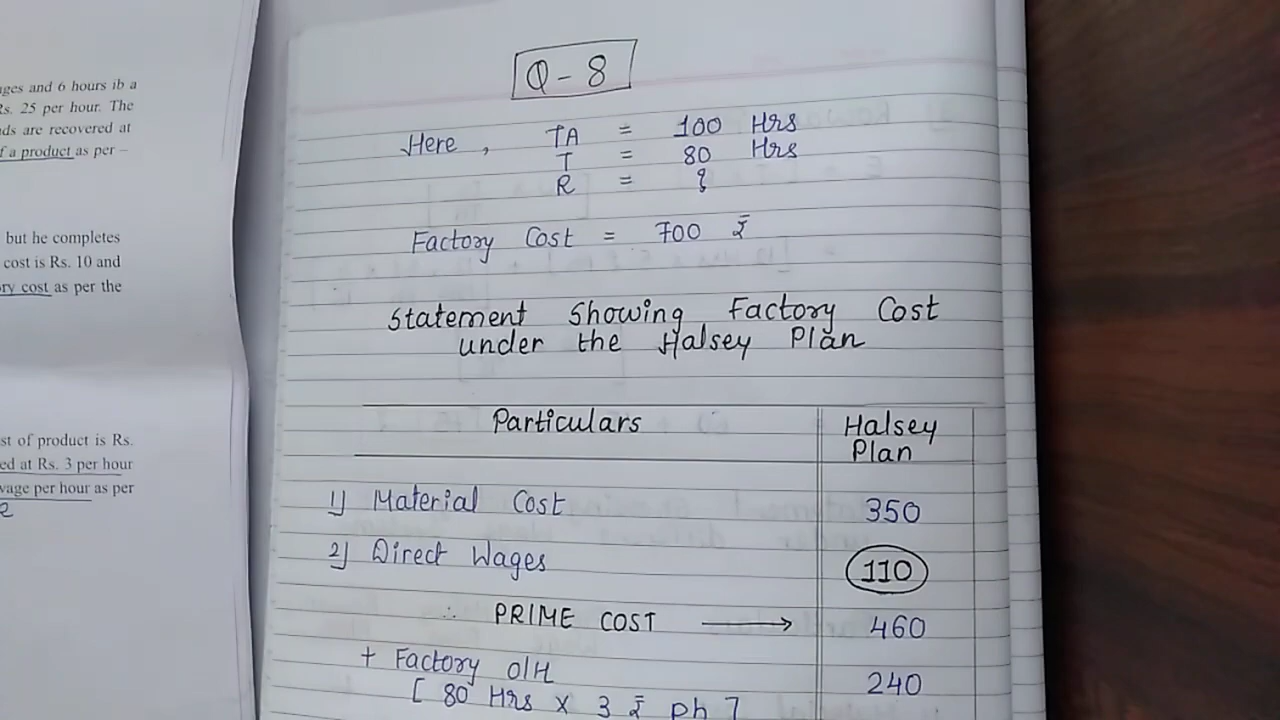 ages and 6 hours ib a
Rs. 25 per hour. The
ds are recovered at
f a product as per –
but he completes
cost is Rs. 10 and
ry cost as per the
st of product is Rs.
ed at Rs. 3 per hour
wage per hour as per
Q - 8
Here , TA = 100 Hrs
T = 80 Hrs
R = ?
Factory Cost = 700 ₹
Statement Showing Factory Cost
under the Halsey Plan
Particulars Halsey Plan
1) Material Cost 350
2) Direct Wages 110
∴ PRIME COST → 460
+ Factory O/H 240
[ 80 Hrs x 3 ₹ ph ]